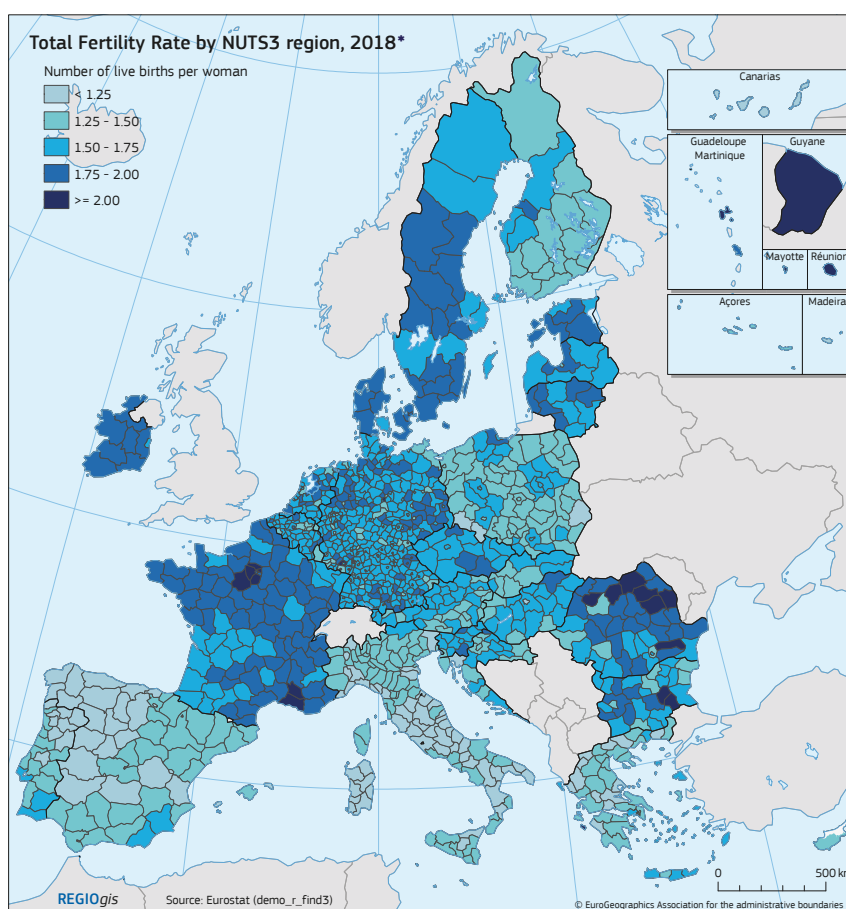 Total Fertility Rate by NUTS3 region, 2018*
Number of live births per woman
< 1.25
1.25 - 1.50
1.50 - 1.75
1.75 - 2.00
>= 2.00
Canarias
Guadeloupe
Martinique
Guyane
Mayotte
Réunion
Açores
Madeira
0
500 km
REGIOgis
Source: Eurostat (demo_r_find3)
© EuroGeographics Association for the administrative boundaries